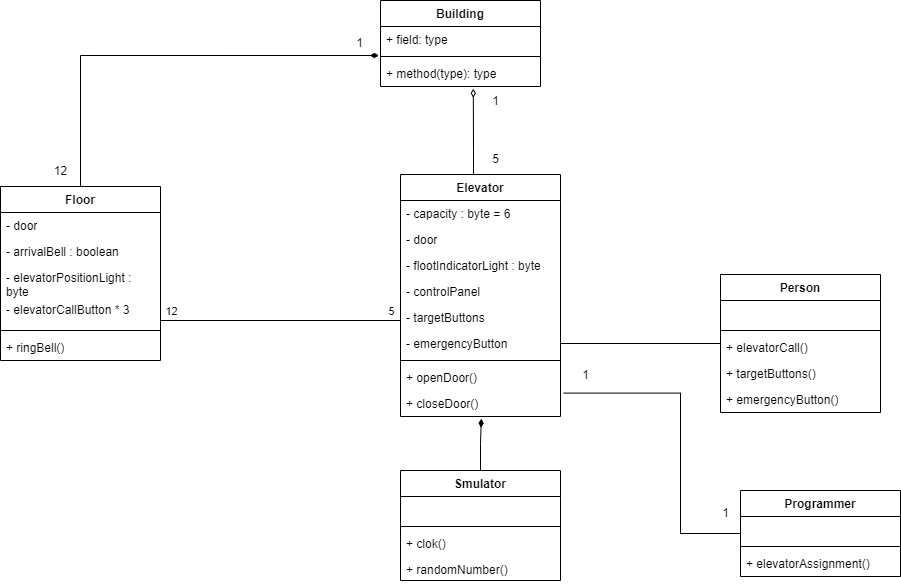 Building
+ field: type
+ method(type): type
1
1
12
5
Floor
- door
- arrivalBell : boolean
- elevatorPositionLight :
byte
- elevatorCallButton * 3
+ ringBell()
12
5
Elevator
- capacity : byte = 6
- door
- flootIndicatorLight : byte
- controlPanel
- targetButtons
- emergencyButton
+ openDoor()
+ closeDoor()
Person
+ elevatorCall()
+ targetButtons()
+ emergencyButton()
1
1
Smulator
+ clok()
+ randomNumber()
Programmer
+ elevatorAssignment()